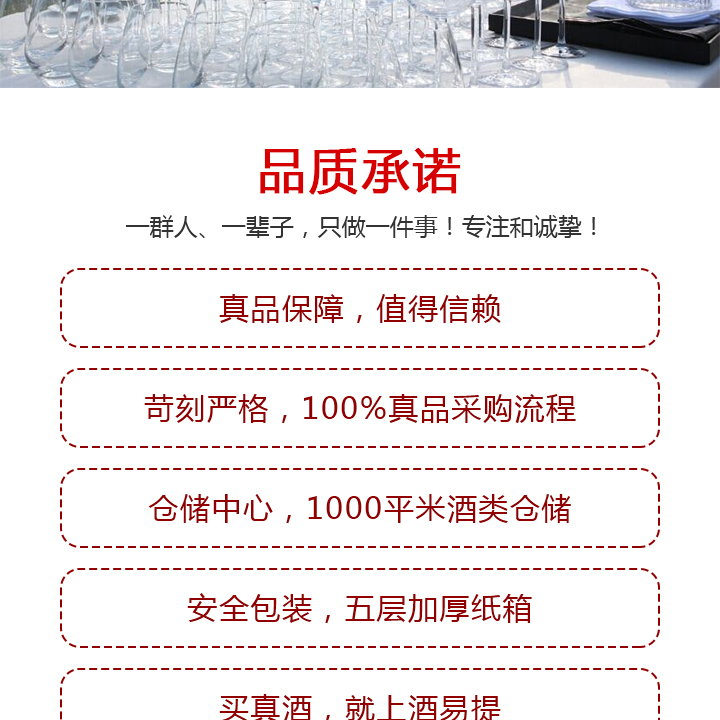 品质承诺
一群人、一辈子，只做一件事！专注和诚挚！
真品保障，值得信赖
苛刻严格，100%真品采购流程
仓储中心，1000平米酒类仓储
安全包装，五层加厚纸箱
买真酒，就上酒易提